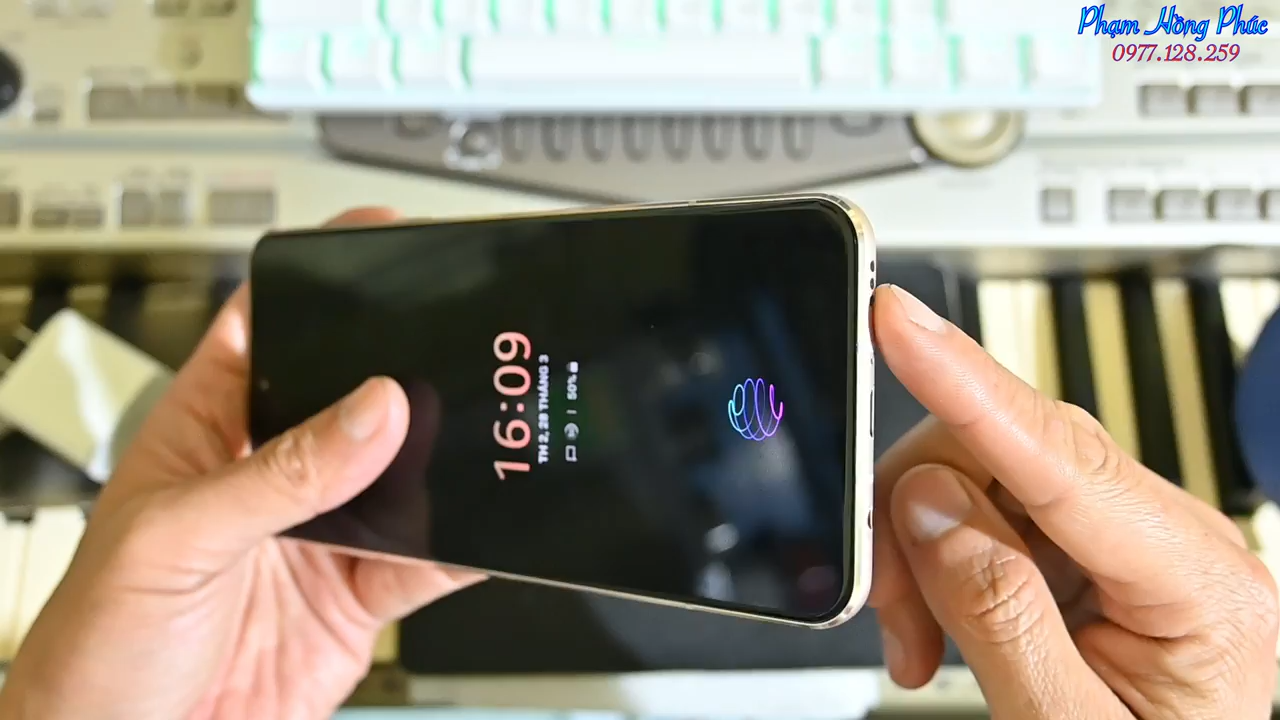 Phạm Hồng Phúc
0977.128.259
16:09
TH 2, 28 THÁNG 3
50%